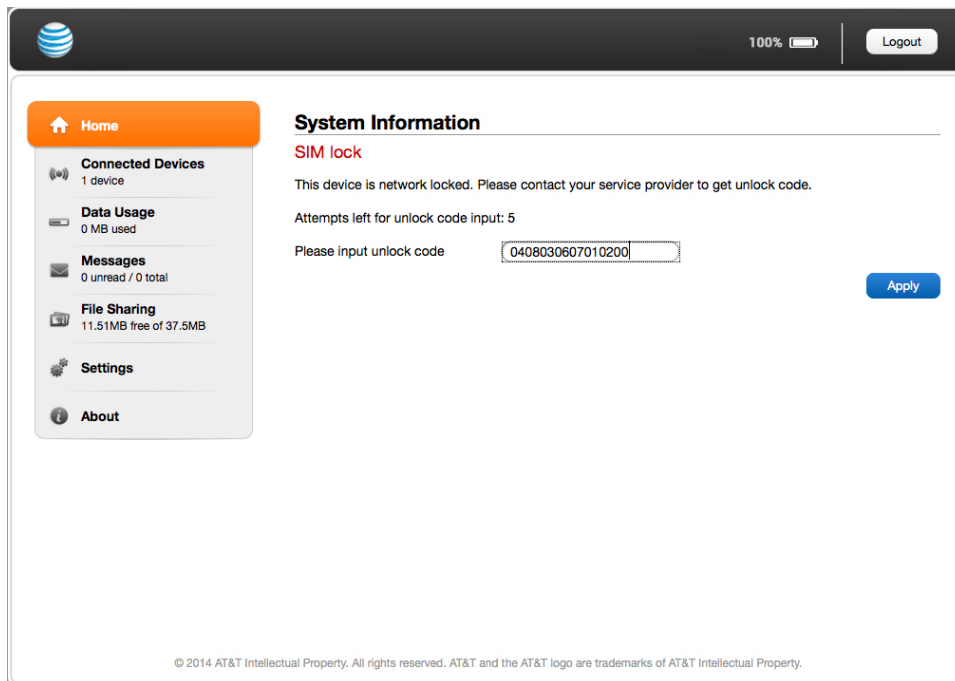 100%
Logout
Home
Connected Devices
1 device
Data Usage
0 MB used
Messages
0 unread / 0 total
File Sharing
11.51MB free of 37.5MB
Settings
About
System Information
SIM lock
This device is network locked. Please contact your service provider to get unlock code.
Attempts left for unlock code input: 5
Please input unlock code 0408030607010200
Apply
© 2014 AT&T Intellectual Property. All rights reserved. AT&T and the AT&T logo are trademarks of AT&T Intellectual Property.